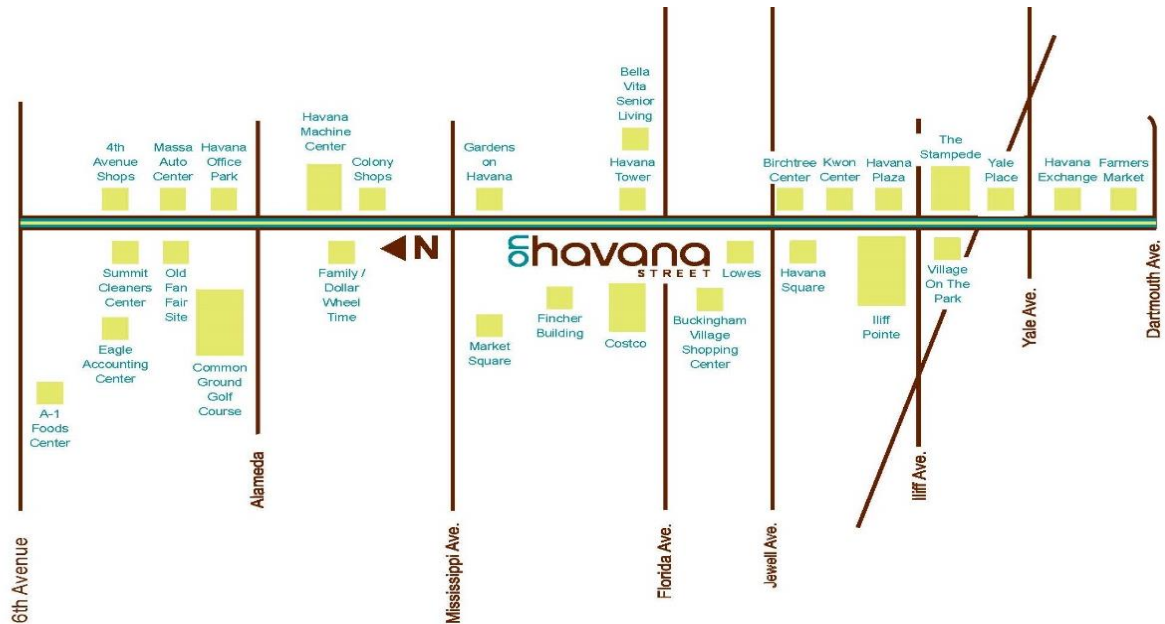 Bella
Vita
Senior
Living
4th
Avenue
Shops
Massa
Auto
Center
Havana
Office
Park
Havana
Machine
Center
Colony
Shops
Gardens
on
Havana
Havana
Tower
Birchtree
Center
Kwon
Center
Havana
Plaza
The
Stampede
Yale
Place
Havana
Exchange
Farmers
Market
N
on havana
STREET
Summit
Cleaners
Center
Old
Fan
Fair
Site
Family /
Dollar
Wheel
Time
Lowes
Havana
Square
Village
On The
Park
Eagle
Accounting
Center
Common
Ground
Golf
Course
Market
Square
Fincher
Building
Costco
Buckingham
Village
Shopping
Center
Iliff
Pointe
A-1
Foods
Center
6th Avenue
Alameda
Mississippi Ave.
Florida Ave.
Jewell Ave.
Iliff Ave.
Yale Ave.
Dartmouth Ave.